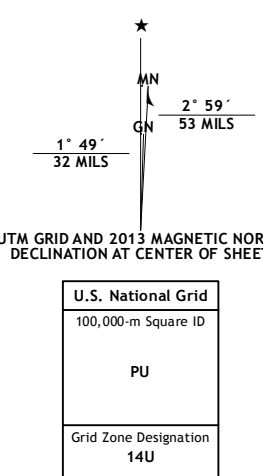 ★
MN
GN
2° 59´
53 MILS
1° 49´
32 MILS
UTM GRID AND 2013 MAGNETIC NOR
DECLINATION AT CENTER OF SHEET
U.S. National Grid
100,000-m Square ID
PU
Grid Zone Designation
14U